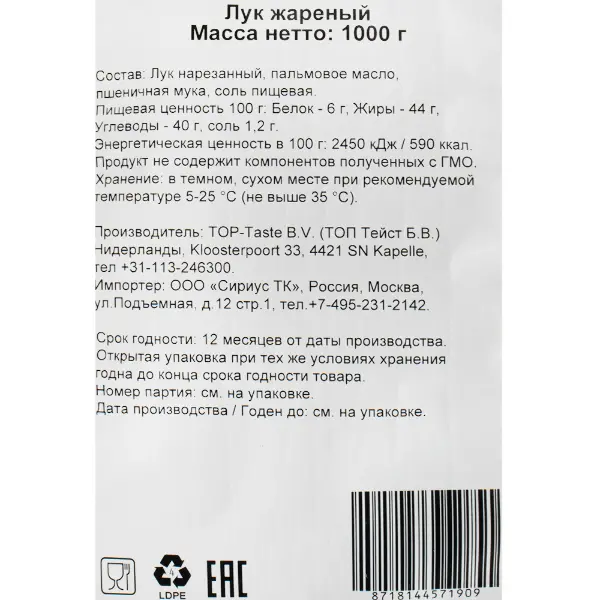 Лук жареный
Масса нетто: 1000 г
Состав: Лук нарезанный, пальмовое масло,
пшеничная мука, соль пищевая.
Пищевая ценность 100 г: Белок - 6 г, Жиры - 44 г,
Углеводы - 40 г, соль 1,2 г.
Энергетическая ценность в 100 г: 2450 кДж / 590 ккал.
Продукт не содержит компонентов полученных с ГМО.
Хранение: в темном, сухом месте при рекомендуемой
температуре 5-25 °C (не выше 35 °C).
Производитель: TOP-Taste B.V. (ТОП Тейст Б.В.)
Нидерланды, Kloosterpoort 33, 4421 SN Kapelle,
тел +31-113-246300.
Импортер: ООО «Сириус ТК», Россия, Москва,
ул.Подъемная, д.12 стр.1, тел.+7-495-231-2142.
Срок годности: 12 месяцев от даты производства.
Открытая упаковка при тех же условиях хранения
годна до конца срока годности товара.
Номер партии: см. на упаковке.
Дата производства / Годен до: см. на упаковке.
4
LDPE
EAC
8718144571909